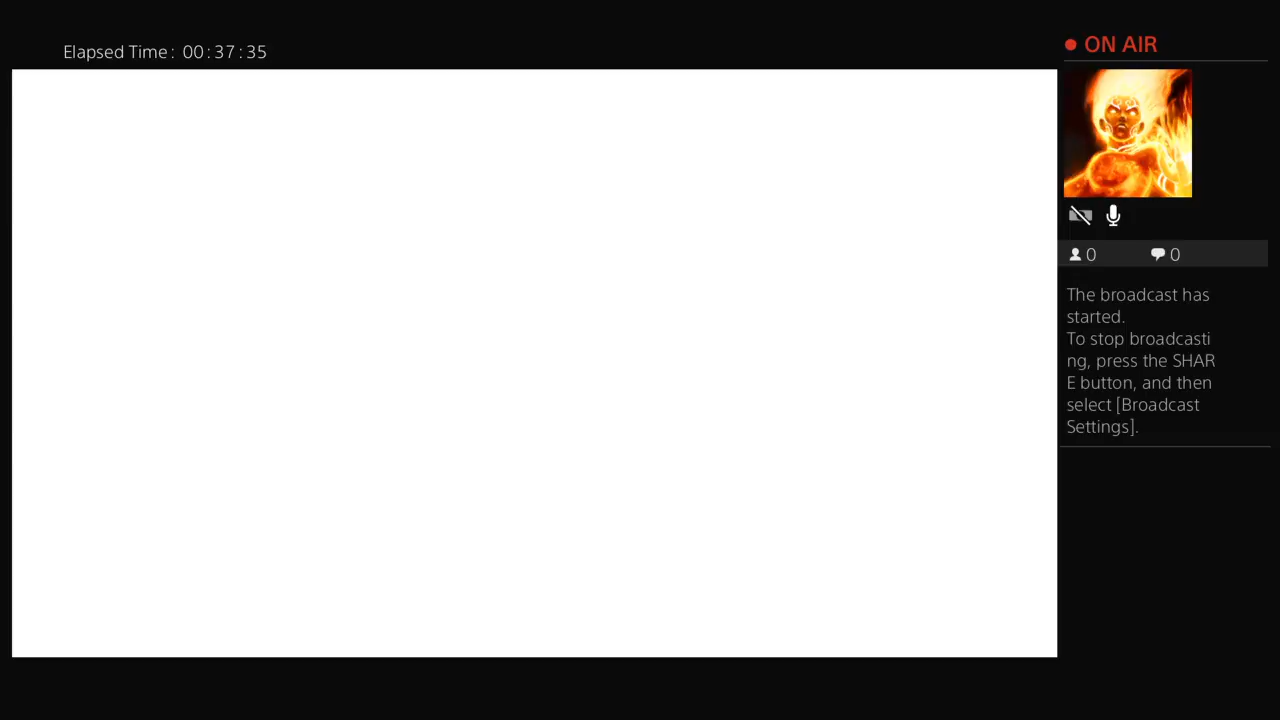 Elapsed Time: 00:37:35
ON AIR
0 0
The broadcast has
started.
To stop broadcasti
ng, press the SHAR
E button, and then
select [Broadcast
Settings].